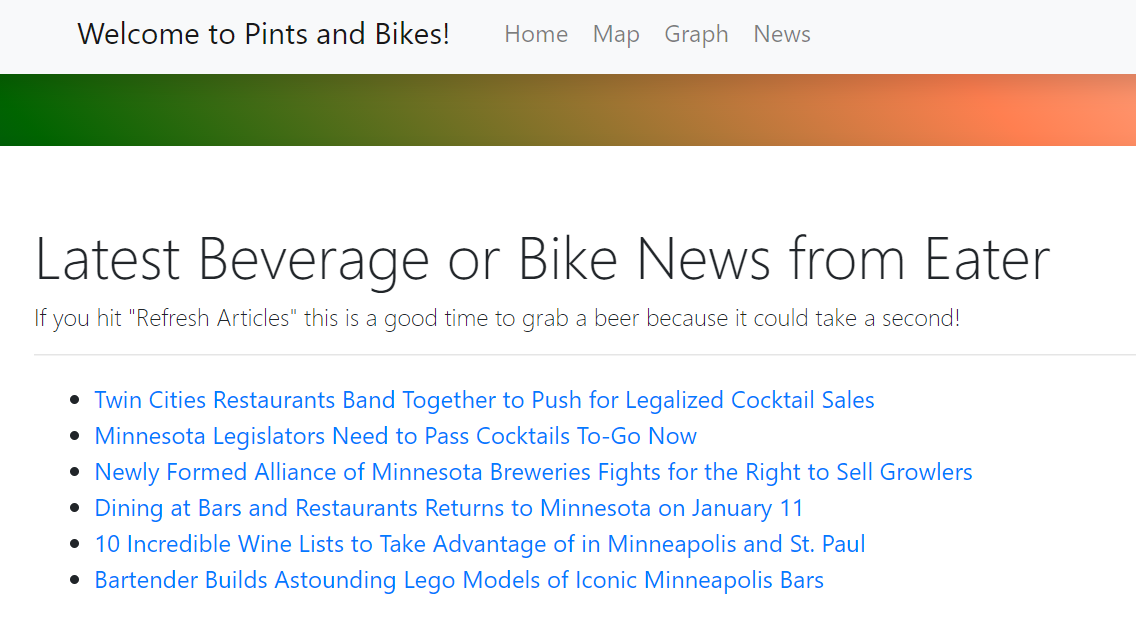 Welcome to Pints and Bikes! Home Map Graph News
Latest Beverage or Bike News from Eater
If you hit "Refresh Articles" this is a good time to grab a beer because it could take a second!
Twin Cities Restaurants Band Together to Push for Legalized Cocktail Sales
Minnesota Legislators Need to Pass Cocktails To-Go Now
Newly Formed Alliance of Minnesota Breweries Fights for the Right to Sell Growlers
Dining at Bars and Restaurants Returns to Minnesota on January 11
10 Incredible Wine Lists to Take Advantage of in Minneapolis and St. Paul
Bartender Builds Astounding Lego Models of Iconic Minneapolis Bars